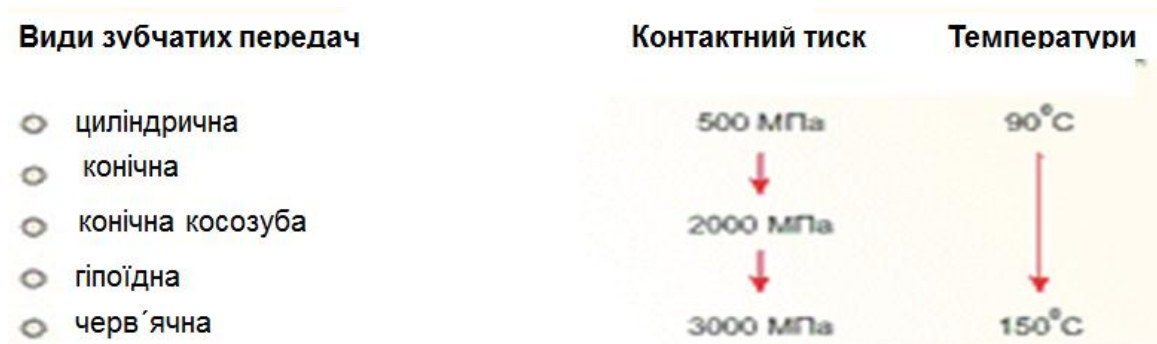 Види зубчатих передач Контактний тиск Температури
циліндрична 500 МПа 90°С
конічна
конічна косозуба 2000 МПа
гіпоїдна
черв´ячна 3000 МПа 150°С